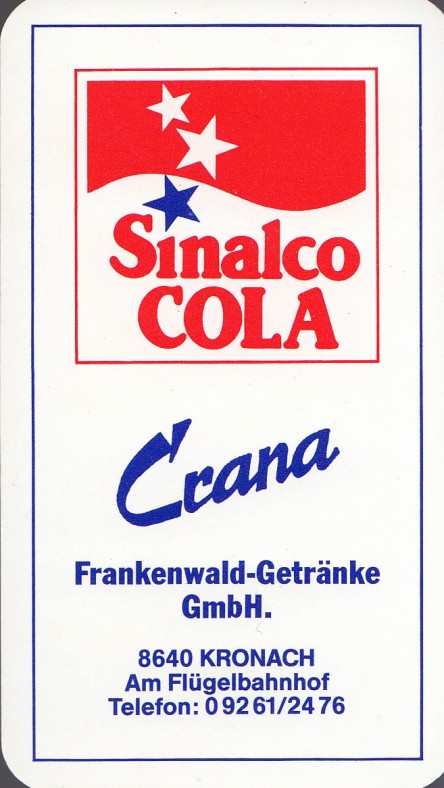 Sinalco
COLA
Crana
Frankenwald-Getränke
GmbH.
8640 KRONACH
Am Flügelbahnhof
Telefon: 0 92 61/24 76